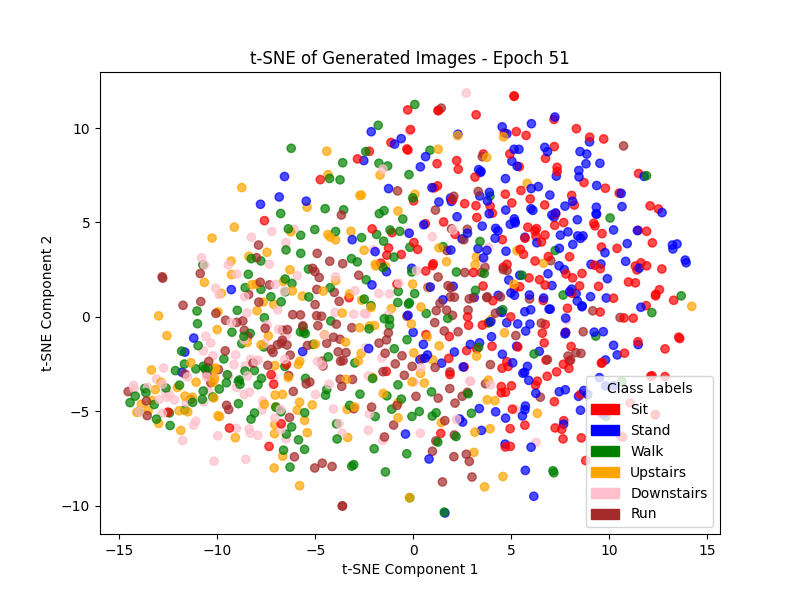 t-SNE of Generated Images - Epoch 51
t-SNE Component 2
10
5
0
−5
−10
Class Labels
Sit
Stand
Walk
Upstairs
Downstairs
Run
−15
−10
−5
0
5
10
15
t-SNE Component 1